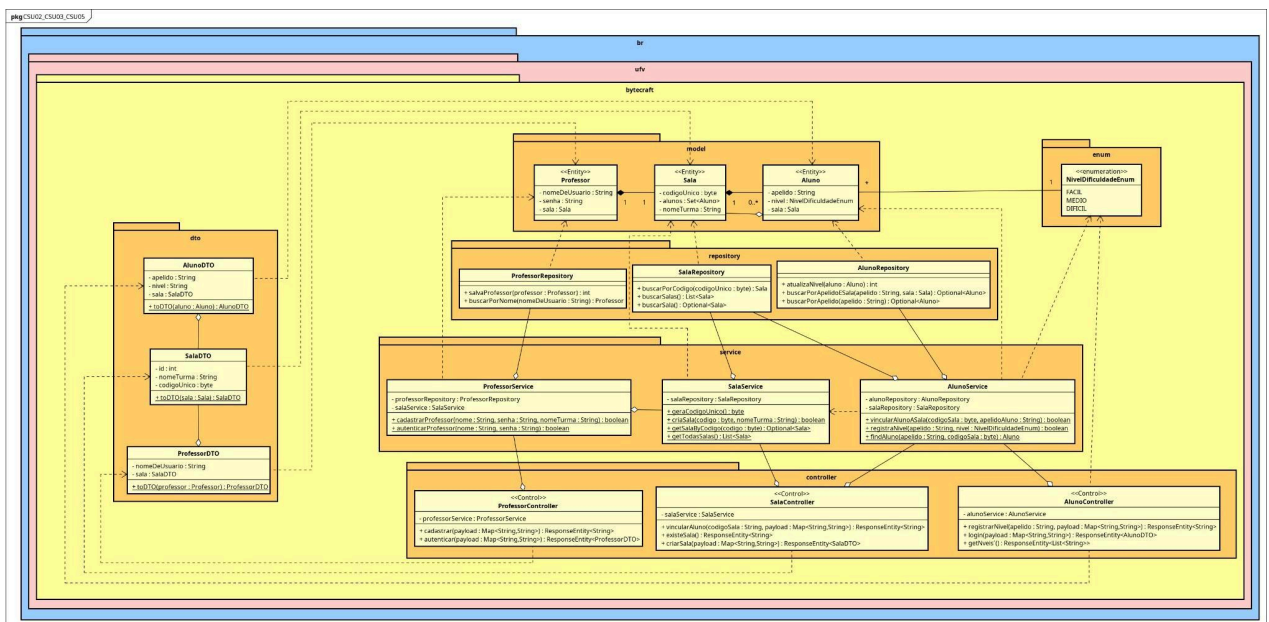 pkg CSU02_CSU03_CSU05
br
ufv
bytecraft
model
<<Entity>>
Professor
- nomeDeUsuario : String
- senha : String
- sala : Sala
1
1
<<Entity>>
Sala
- codigoUnico : byte
- alunos : Set<Aluno>
- nomeTurma : String
1
0..*
<<Entity>>
Aluno
- apelido : String
- nivel : NivelDificuldadeEnum
- sala : Sala
*
1
enum
<<enumeration>>
NivelDificuldadeEnum
FACIL
MEDIO
DIFICIL
dto
AlunoDTO
- apelido : String
- nivel : String
- sala : SalaDTO
+ toDTO(aluno : Aluno) : AlunoDTO
SalaDTO
- id : int
- nomeTurma : String
- codigoUnico : byte
+ toDTO(sala : Sala) : SalaDTO
ProfessorDTO
- nomeDeUsuario : String
- sala : SalaDTO
+ toDTO(professor : Professor) : ProfessorDTO
repository
ProfessorRepository
+ salvaProfessor(professor : Professor) : int
+ buscarPorNome(nomeDeUsuario : String) : Professor
SalaRepository
+ buscarPorCodigo(codigoUnico : byte) : Sala
+ buscarSalas() : List<Sala>
+ buscarSala() : Optional<Sala>
AlunoRepository
+ atualizaNivel(aluno : Aluno) : int
+ buscarPorApelidoESala(apelido : String, sala : Sala) : Optional<Aluno>
+ buscarPorApelido(apelido : String) : Optional<Aluno>
service
ProfessorService
- professorRepository : ProfessorRepository
- salaService : SalaService
+ cadastrarProfessor(nome : String, senha : String, nomeTurma : String) : boolean
+ autenticarProfessor(nome : String, senha : String) : boolean
SalaService
- salaRepository : SalaRepository
+ geraCodigoUnico() : byte
+ criaSala(codigo : byte, nomeTurma : String) : boolean
+ getSalaByCodigo(codigo : byte) : Optional<Sala>
+ getTodasSalas() : List<Sala>
AlunoService
- alunoRepository : AlunoRepository
- salaRepository : SalaRepository
+ vincularAlunoASala(codigoSala : byte, apelidoAluno : String) : boolean
+ registraNivel(apelido : String, nivel : NivelDificuldadeEnum) : boolean
+ findAluno(apelido : String, codigoSala : byte) : Aluno
controller
<<Control>>
ProfessorController
- professorService : ProfessorService
+ cadastrar(payload : Map<String,String>) : ResponseEntity<String>
+ autenticar(payload : Map<String,String>) : ResponseEntity<ProfessorDTO>
<<Control>>
SalaController
- salaService : SalaService
+ vincularAluno(codigoSala : String, payload : Map<String,String>) : ResponseEntity<String>
+ existeSala() : ResponseEntity<String>
+ criarSala(payload : Map<String,String>) : ResponseEntity<SalaDTO>
<<Control>>
AlunoController
- alunoService : AlunoService
+ registrarNivel(apelido : String, payload : Map<String,String>) : ResponseEntity<String>
+ login(payload : Map<String,String>) : ResponseEntity<AlunoDTO>
+ getNveis´() : ResponseEntity<List<String>>